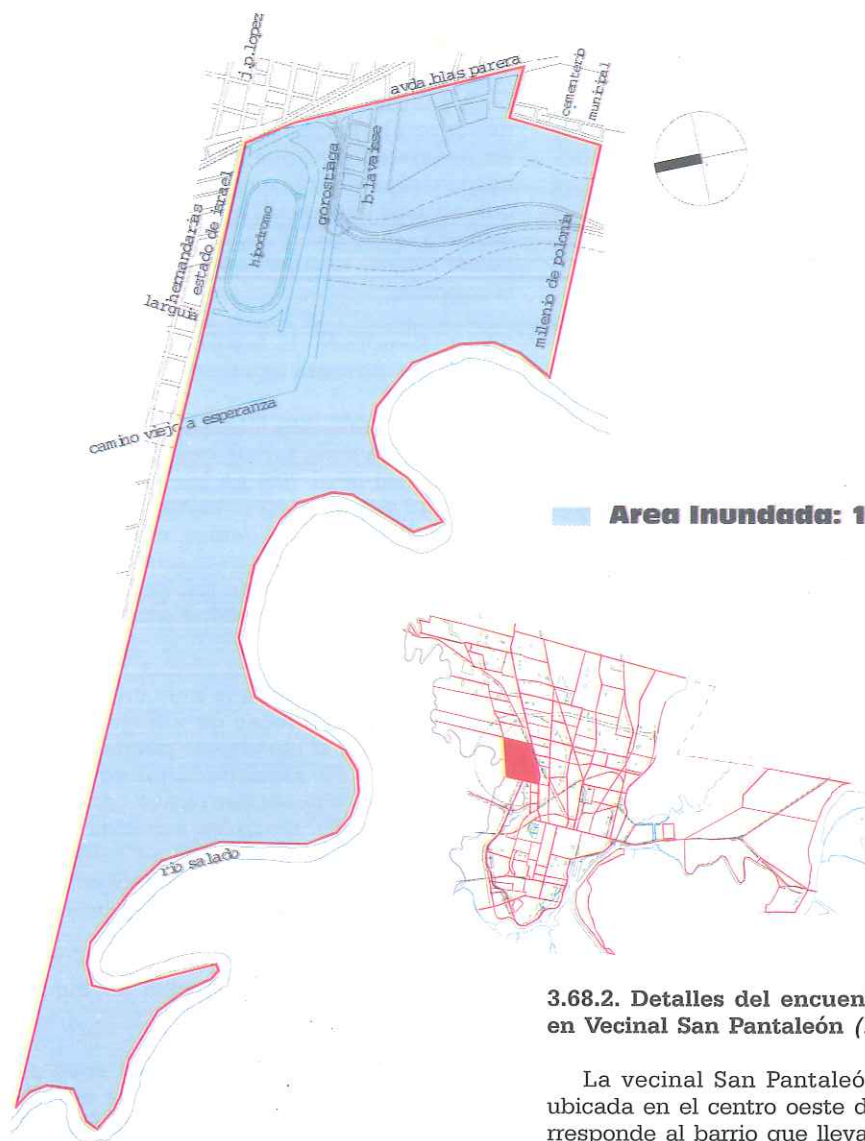 j.p.lopez
avda.blas parera
cementerio
municipal
hernandarias
estado de israel
larguia
hipodromo
gorostiaga
b.lavaisse
milenio de polonia
camino viejo a esperanza
Area Inundada: 1
rio salado
3.68.2. Detalles del encuen
en Vecinal San Pantaleón (
La vecinal San Pantaleó
ubicada en el centro oeste d
rresponde al barrio que lleva